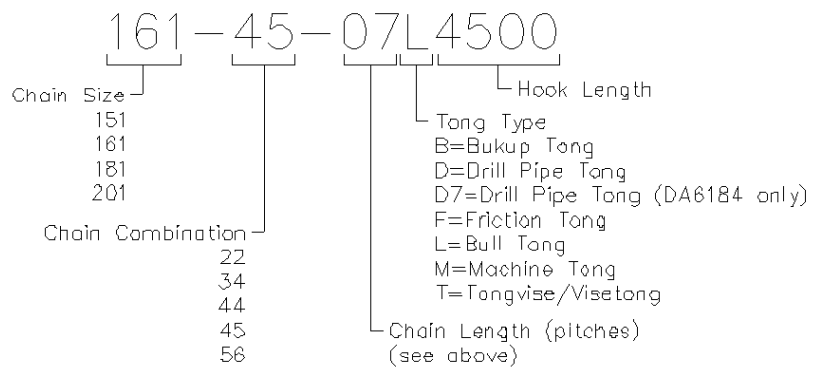 161-45-07L4500
Hook Length
Chain Size
151
161
181
201
Tong Type
B=Bukup Tong
D=Drill Pipe Tong
D7=Drill Pipe Tong (DA6184 only)
F=Friction Tong
L=Bull Tong
M=Machine Tong
T=Tongvise/Visetong
Chain Combination
22
34
44
45
56
Chain Length (pitches)
(see above)